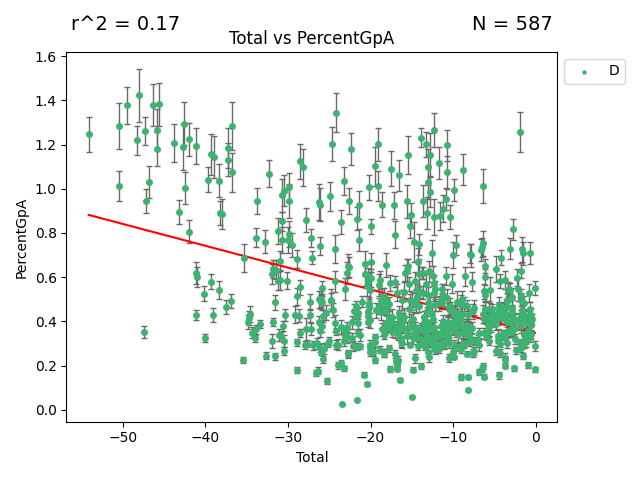 r^2 = 0.17
N = 587
Total vs PercentGpA
D
1.6
1.4
1.2
1.0
0.8
0.6
0.4
0.2
0.0
PercentGpA
−50
−40
−30
−20
−10
0
Total